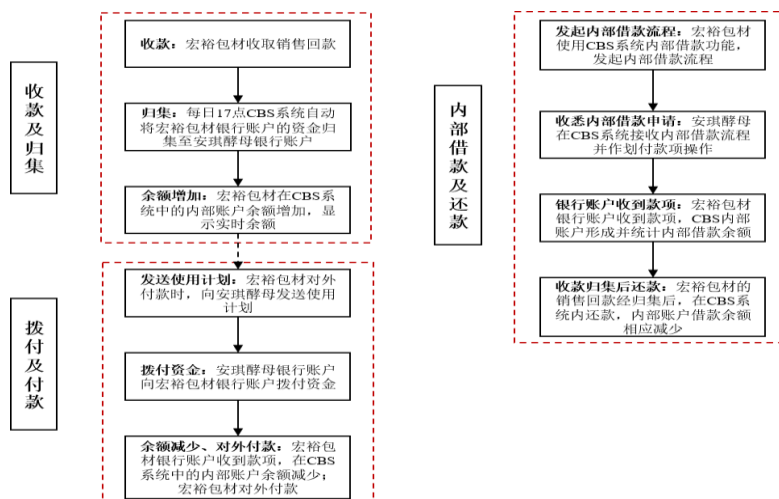 收款及归集
收款：宏裕包材收取销售回款
归集：每日17点CBS系统自动
将宏裕包材银行账户的资金归
集至安琪酵母银行账户
余额增加：宏裕包材在CBS系
统中的内部账户余额增加，显
示实时余额
拨付及付款
发送使用计划：宏裕包材对外
付款时，向安琪酵母发送使用
计划
拨付资金：安琪酵母银行账户
向宏裕包材银行账户拨付资金
余额减少、对外付款：宏裕包
材银行账户收到款项，在CBS
系统中的内部账户余额减少；
宏裕包材对外付款
内部借款及还款
发起内部借款流程：宏裕包材
使用CBS系统内部借款功能，
发起内部借款流程
收悉内部借款申请：安琪酵母
在CBS系统接收内部借款流程
并作划付款项操作
银行账户收到款项：宏裕包材
银行账户收到款项，CBS内部
账户形成并统计内部借款余额
收款归集后还款：宏裕包材的
销售回款经归集后，在CBS系
统内还款，内部账户借款余额
相应减少